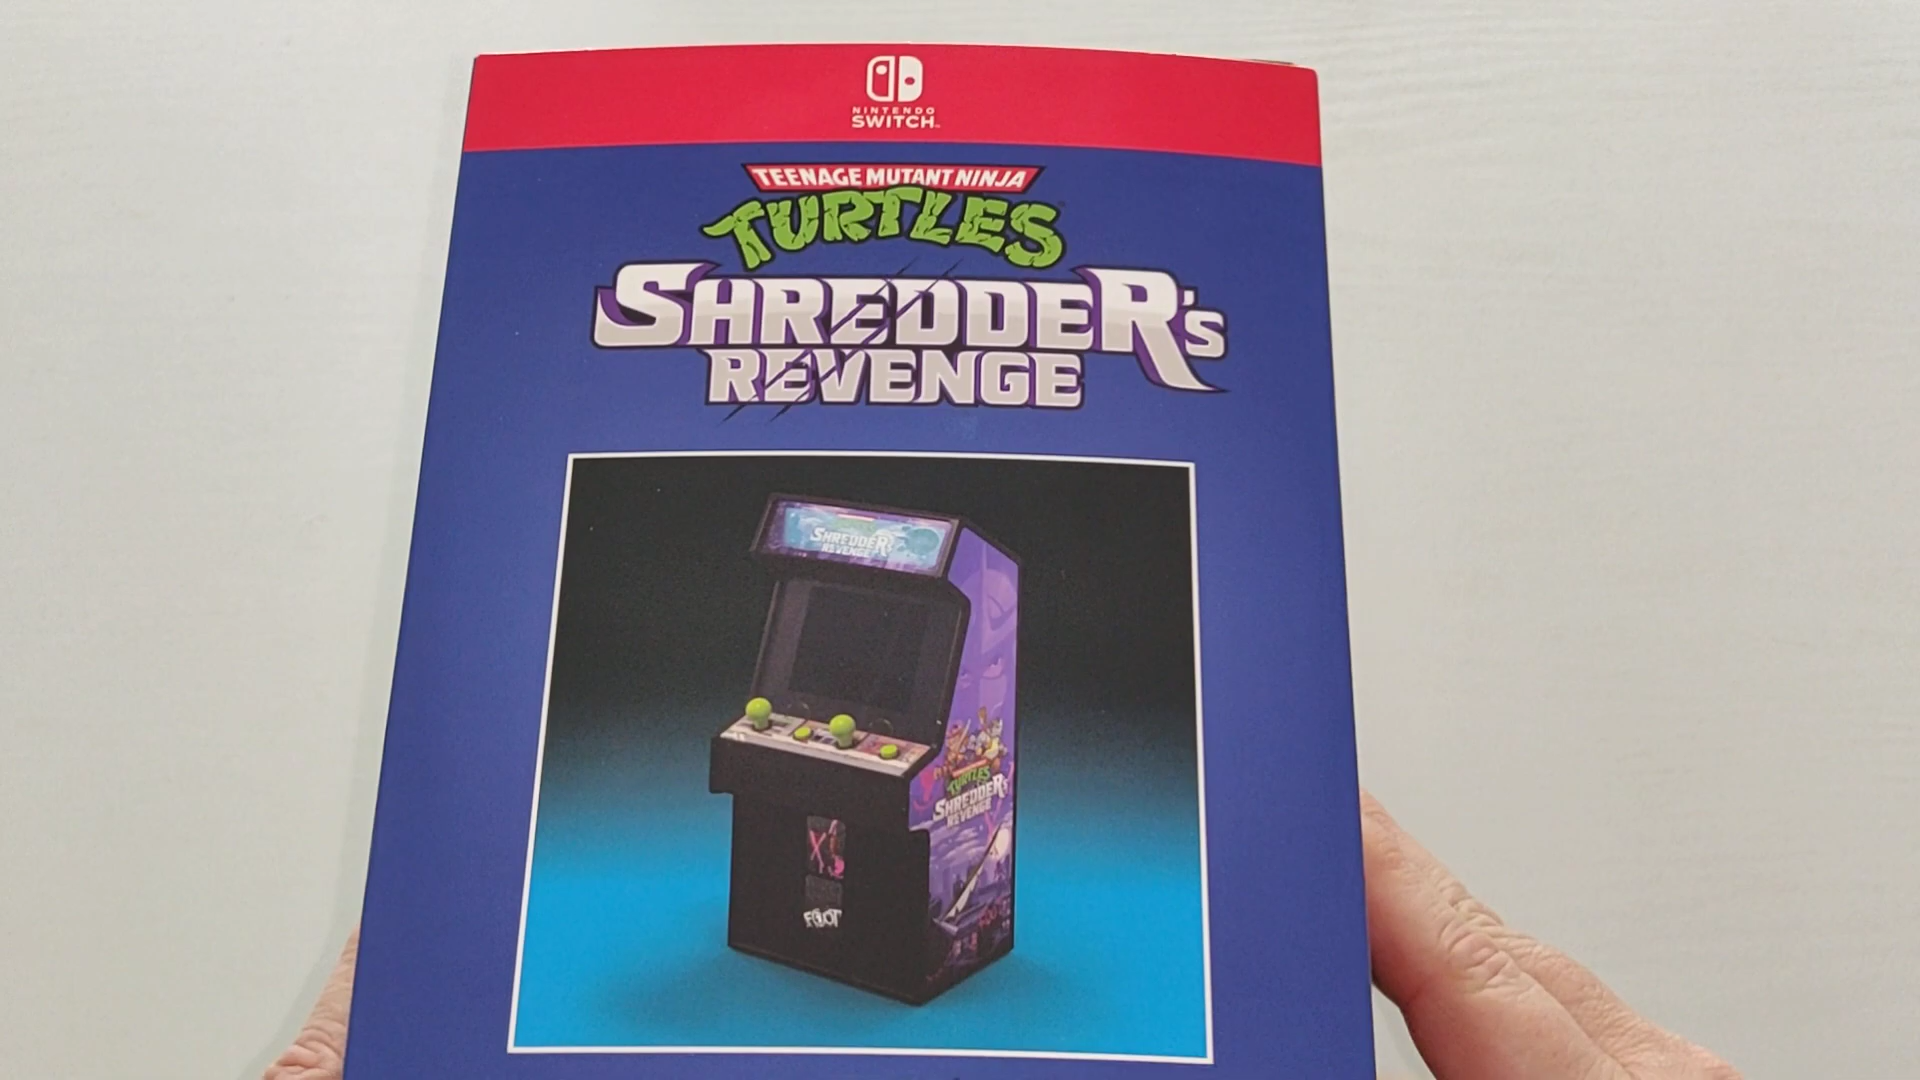 NINTENDO
SWITCH
TEENAGE MUTANT NINJA
TURTLES
SHREDDER's
REVENGE
SHREDDER's
REVENGE
TURTLES
SHREDDER's
REVENGE
FOOT